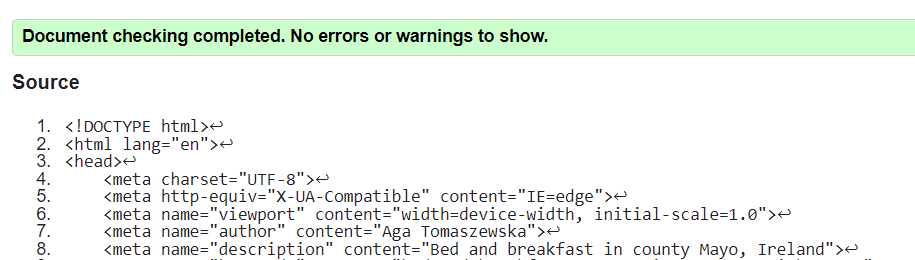 Document checking completed. No errors or warnings to show.
Source
1. <!DOCTYPE html>↩
2. <html lang="en">↩
3. <head>↩
4.     <meta charset="UTF-8">↩
5.     <meta http-equiv="X-UA-Compatible" content="IE=edge">↩
6.     <meta name="viewport" content="width=device-width, initial-scale=1.0">↩
7.     <meta name="author" content="Aga Tomaszewska">↩
8.     <meta name="description" content="Bed and breakfast in county Mayo, Ireland">↩